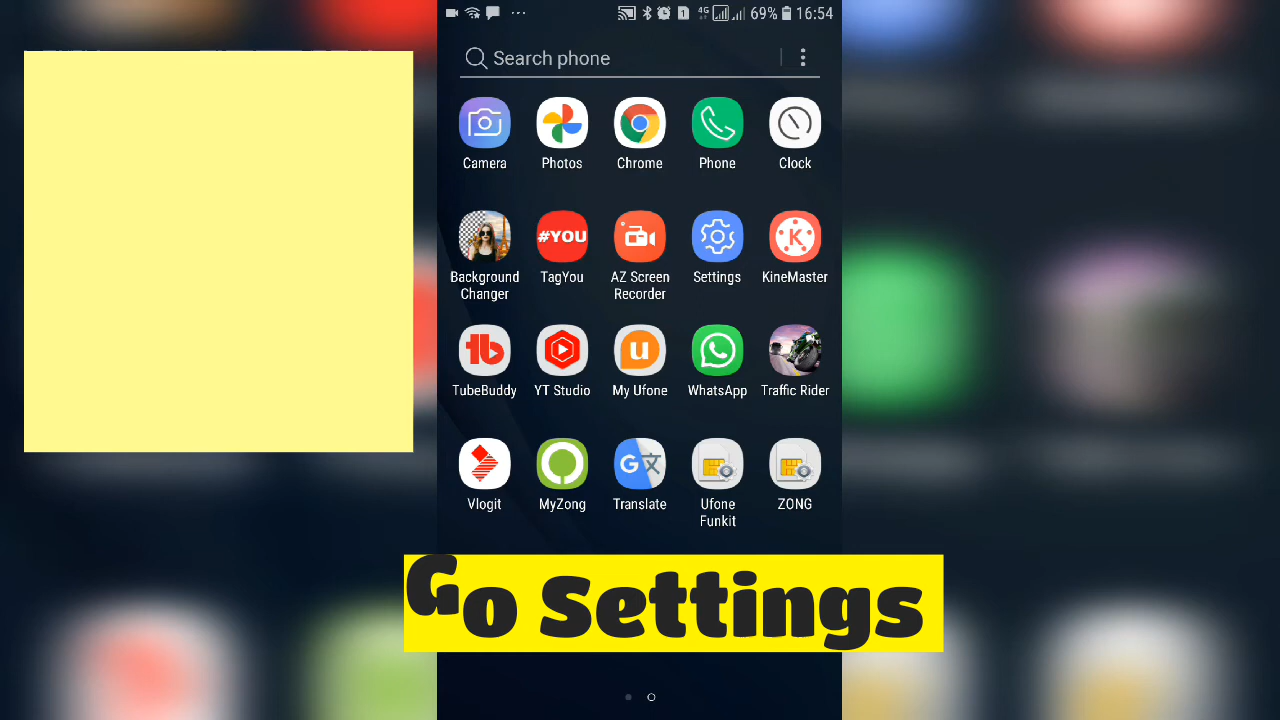 69% 16:54
Search phone
Camera Photos Chrome Phone Clock
#YOU
Background Changer TagYou AZ Screen Recorder Settings KineMaster
TubeBuddy YT Studio My Ufone WhatsApp Traffic Rider
Vlogit MyZong Translate Ufone Funkit ZONG
Go Settings